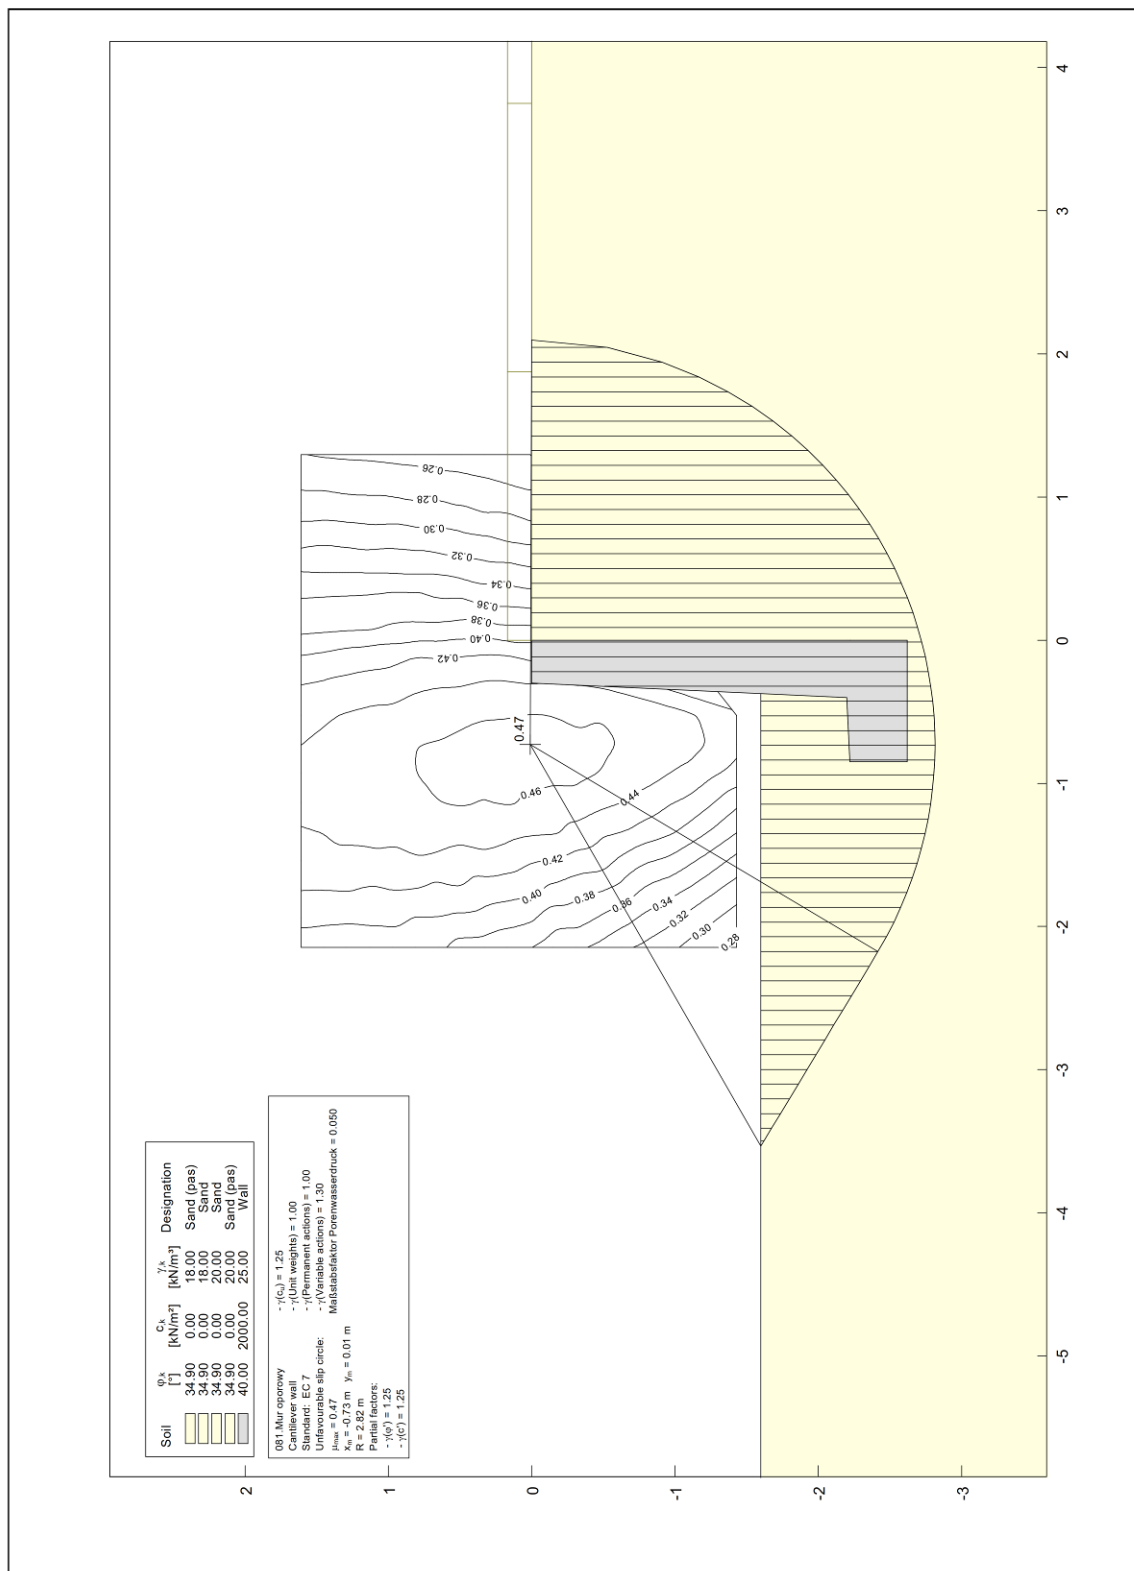 Soil φ,k c,k γ,k Designation
[°] [kN/m²] [kN/m³]
34.90 0.00 18.00 Sand (pas)
34.90 0.00 18.00 Sand
34.90 0.00 20.00 Sand
34.90 0.00 20.00 Sand (pas)
40.00 2000.00 25.00 Wall
081.Mur oporowy
Cantilever wall
Standard: EC 7
Unfavourable slip circle:
μmax = 0.47
xm = -0.73 m ym = 0.01 m
R = 2.82 m
Partial factors:
- γ(φ') = 1.25
- γ(c') = 1.25
- γ(cu) = 1.25
- γ(Unit weights) = 1.00
- γ(Permanent actions) = 1.00
- γ(Variable actions) = 1.30
Maßstabsfaktor Porenwasserdruck = 0.050
0.47
0.46
0.44
0.42
0.40
0.38
0.36
0.34
0.32
0.30
0.28
0.42
0.40
0.38
0.36
0.34
0.32
0.30
0.28
0.26
2
1
0
-1
-2
-3
-5
-4
-3
-2
-1
0
1
2
3
4